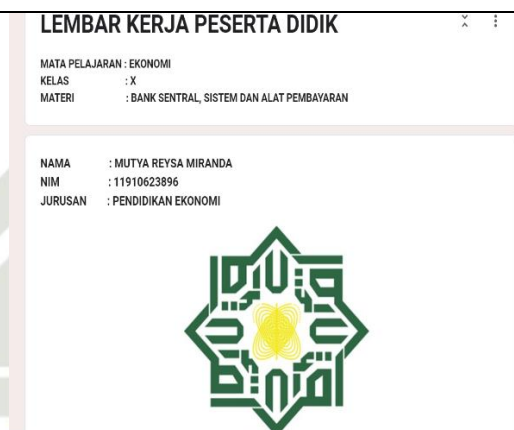 LEMBAR KERJA PESERTA DIDIK
MATA PELAJARAN : EKONOMI
KELAS : X
MATERI : BANK SENTRAL, SISTEM DAN ALAT PEMBAYARAN
NAMA : MUTYA REYSA MIRANDA
NIM : 11910623896
JURUSAN : PENDIDIKAN EKONOMI